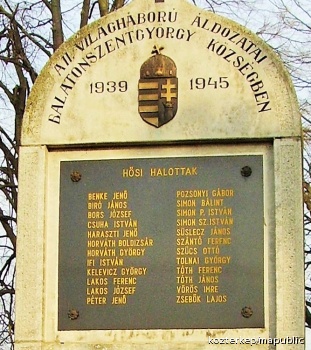 A II. VILÁGHÁBORÚ ÁLDOZATAI
BALATONSZENTGYÖRGY KÖZSÉGBEN
1939 1945
HŐSI HALOTTAK
BENKE JENŐ
BIRÓ JÁNOS
BORS JÓZSEF
CSUHA ISTVÁN
HARASZTI JENŐ
HORVÁTH BOLDIZSÁR
HORVÁTH GYÖRGY
IFI ISTVÁN
KELEVICZ GYÖRGY
LAKOS FERENC
LAKOS JÓZSEF
PÉTER JENŐ
POZSONYI GÁBOR
SIMON BÁLINT
SIMON P. ISTVÁN
SIMON SZ. ISTVÁN
SÜSLECZ JÁNOS
SZÁNTÓ FERENC
SZŰCS OTTÓ
TOLNAI GYÖRGY
TÓTH FERENC
TÓTH JÁNOS
VÖRÖS IMRE
ZSEBŐK LAJOS
kozterkep/mapublic